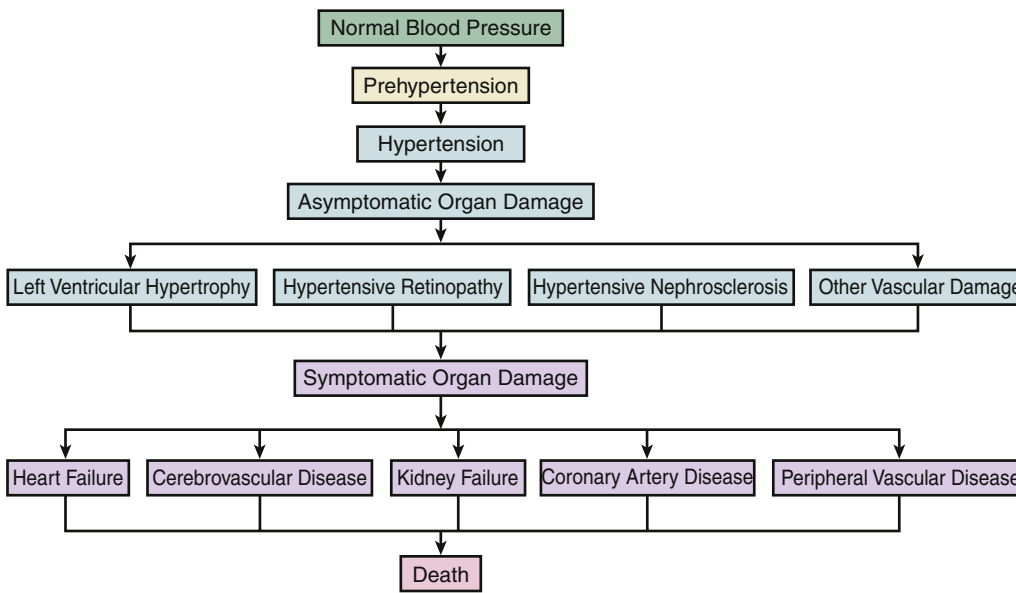 Normal Blood Pressure
Prehypertension
Hypertension
Asymptomatic Organ Damage
Left Ventricular Hypertrophy
Hypertensive Retinopathy
Hypertensive Nephrosclerosis
Other Vascular Damage
Symptomatic Organ Damage
Heart Failure
Cerebrovascular Disease
Kidney Failure
Coronary Artery Disease
Peripheral Vascular Disease
Death